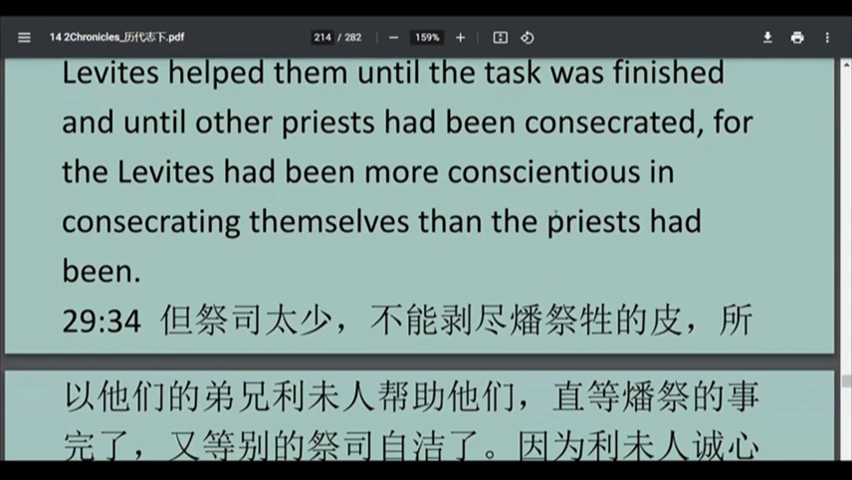 14 2Chronicles_历代志下.pdf 214 / 282 159%
Levites helped them until the task was finished
and until other priests had been consecrated, for
the Levites had been more conscientious in
consecrating themselves than the priests had
been.
29:34 但祭司太少，不能剥尽燔祭牲的皮，所
以他们的弟兄利未人帮助他们，直等燔祭的事
完了，又等别的祭司自洁了。因为利未人诚心